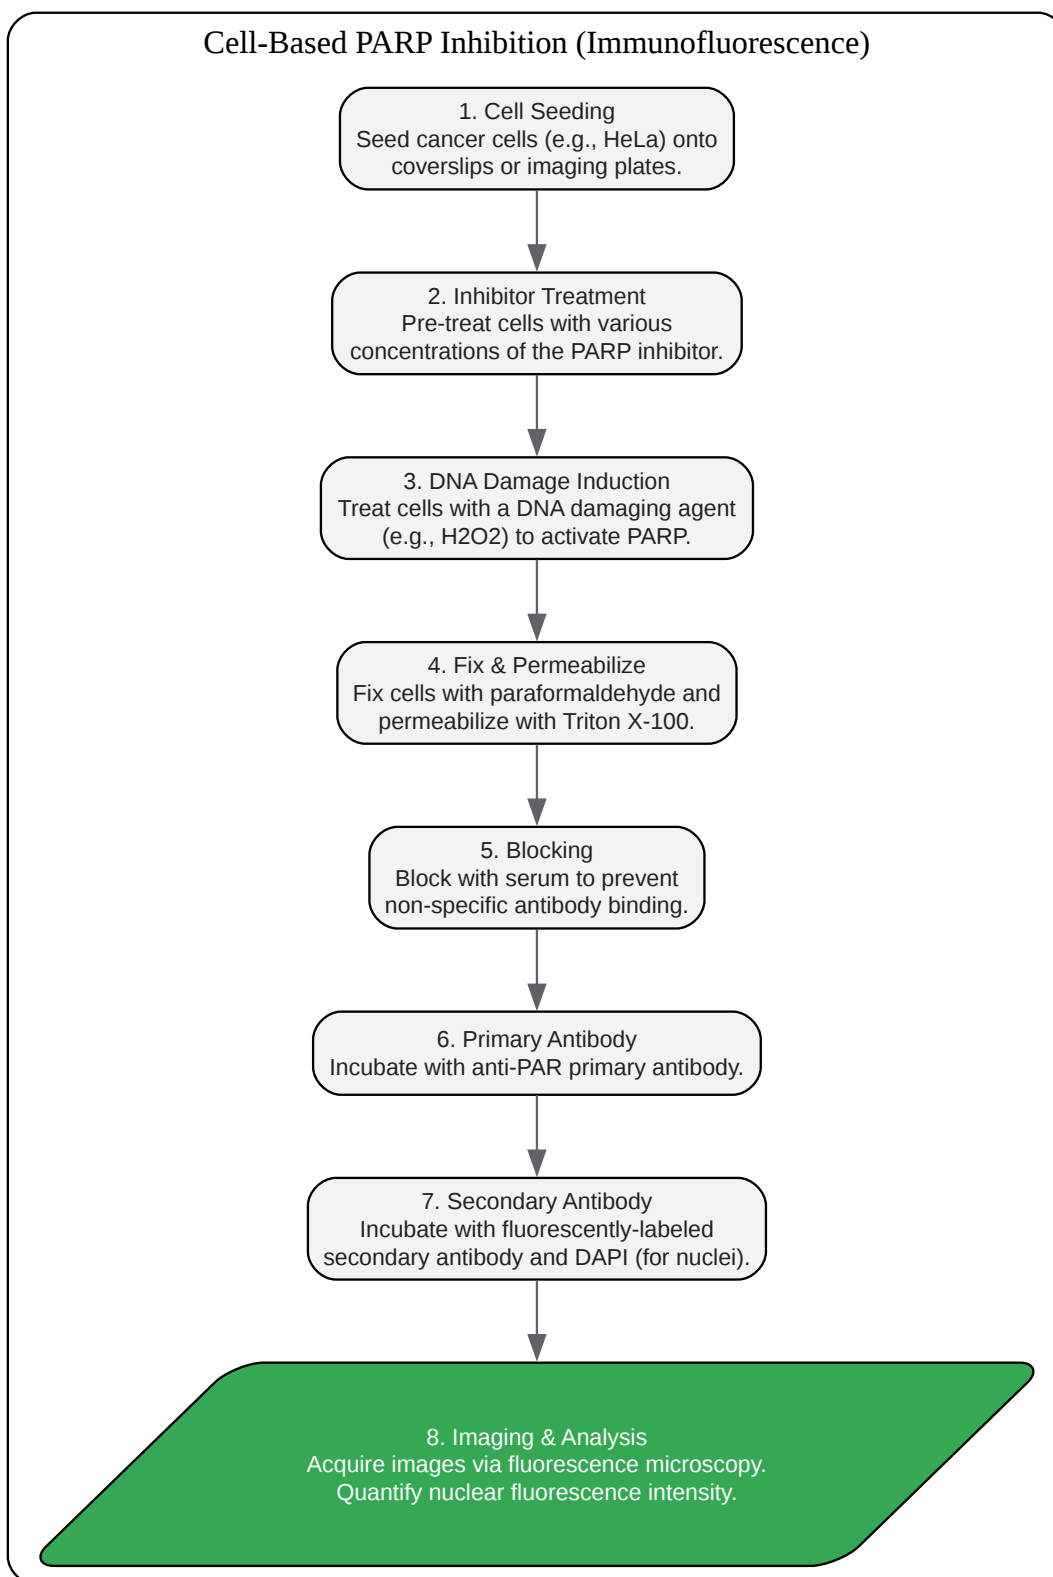 Cell-Based PARP Inhibition (Immunofluorescence)
1. Cell Seeding
Seed cancer cells (e.g., HeLa) onto
coverslips or imaging plates.
2. Inhibitor Treatment
Pre-treat cells with various
concentrations of the PARP inhibitor.
3. DNA Damage Induction
Treat cells with a DNA damaging agent
(e.g., H2O2) to activate PARP.
4. Fix & Permeabilize
Fix cells with paraformaldehyde and
permeabilize with Triton X-100.
5. Blocking
Block with serum to prevent
non-specific antibody binding.
6. Primary Antibody
Incubate with anti-PAR primary antibody.
7. Secondary Antibody
Incubate with fluorescently-labeled
secondary antibody and DAPI (for nuclei).
8. Imaging & Analysis
Acquire images via fluorescence microscopy.
Quantify nuclear fluorescence intensity.